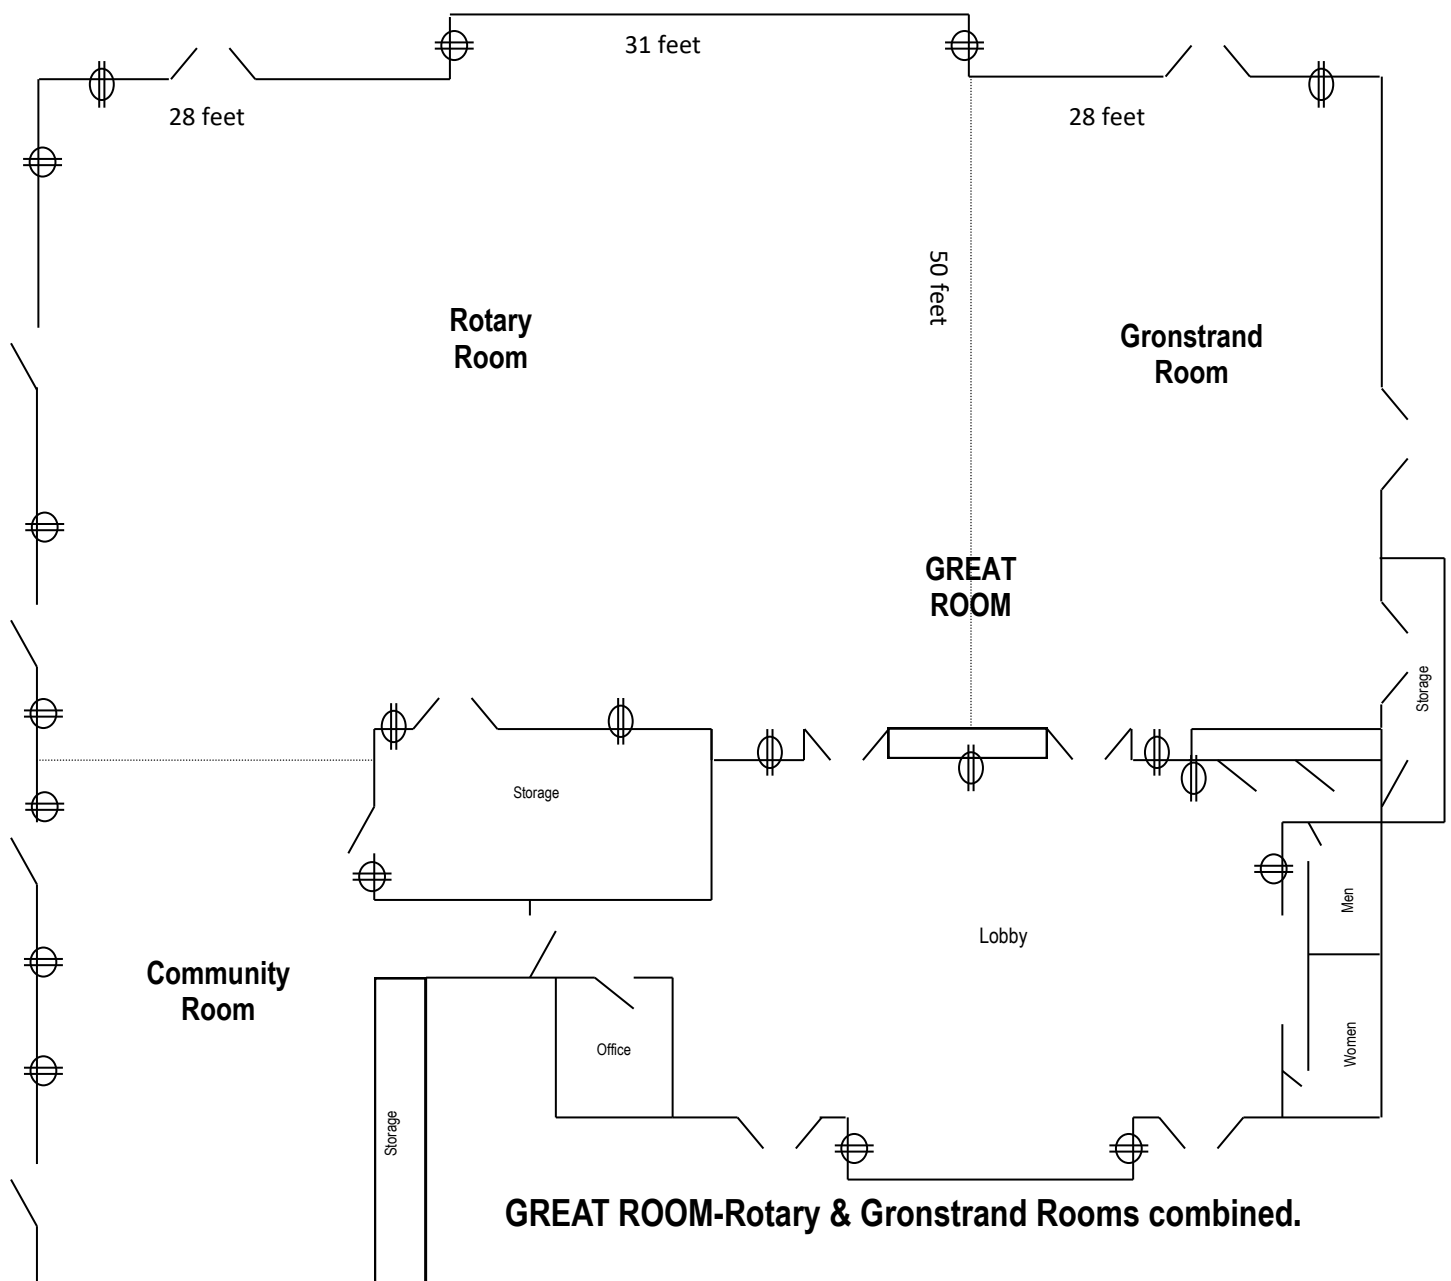 31 feet
28 feet
28 feet
50 feet
Rotary
Room
Gronstrand
Room
GREAT
ROOM
Storage
Storage
Men
Lobby
Community
Room
Office
Women
Storage
GREAT ROOM-Rotary & Gronstrand Rooms combined.